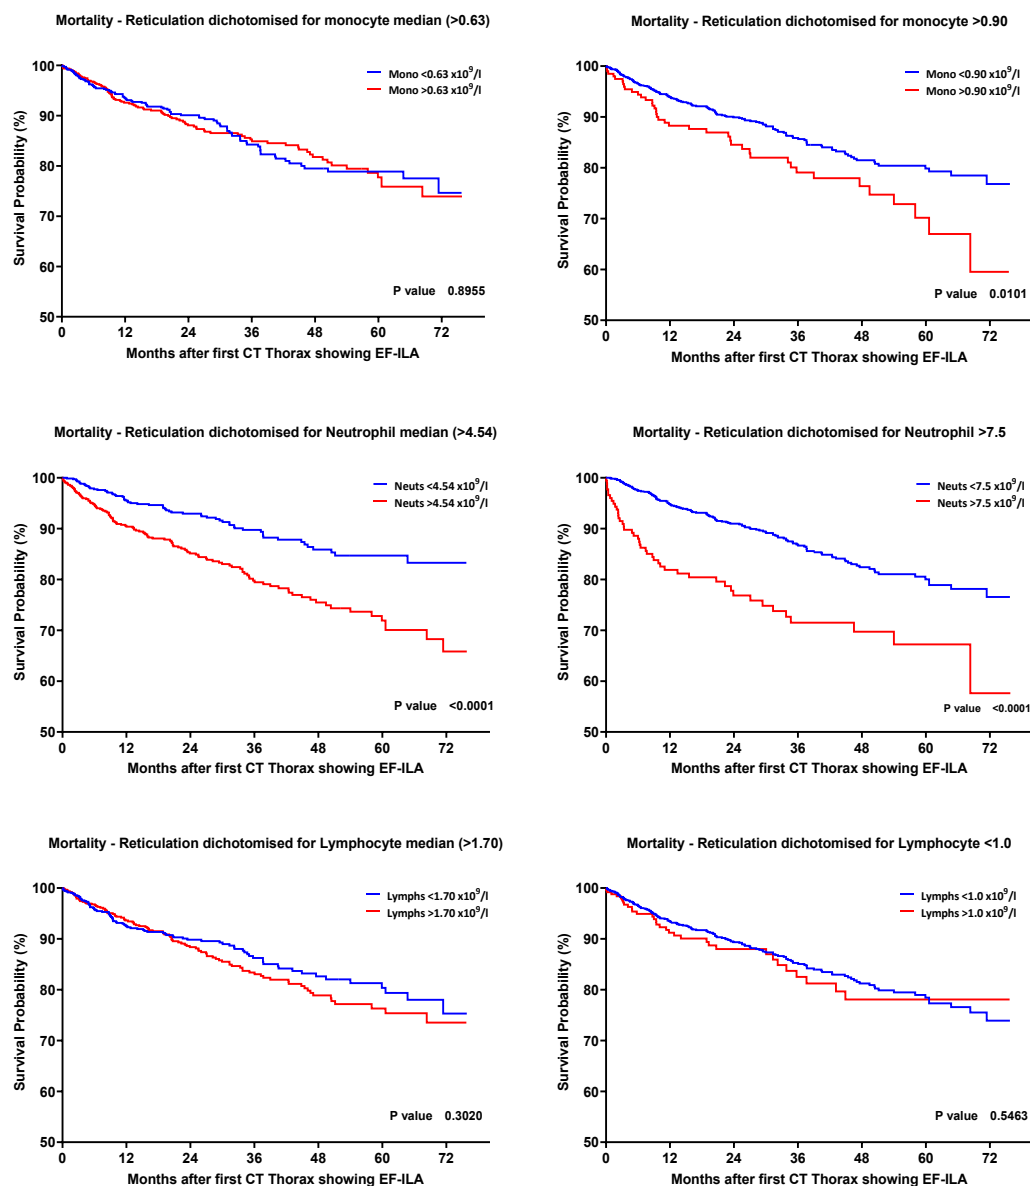 Mortality - Reticulation dichotomised for monocyte median (>0.63)
Mono <0.63 x10⁹/l
Mono >0.63 x10⁹/l
Survival Probability (%)
100
90
80
70
60
50
P value 0.8955
0 12 24 36 48 60 72
Months after first CT Thorax showing EF-ILA
Mortality - Reticulation dichotomised for monocyte >0.90
Mono <0.90 x10⁹/l
Mono >0.90 x10⁹/l
Survival Probability (%)
100
90
80
70
60
50
P value 0.0101
0 12 24 36 48 60 72
Months after first CT Thorax showing EF-ILA
Mortality - Reticulation dichotomised for Neutrophil median (>4.54)
Neuts <4.54 x10⁹/l
Neuts >4.54 x10⁹/l
Survival Probability (%)
100
90
80
70
60
50
P value <0.0001
0 12 24 36 48 60 72
Months after first CT Thorax showing EF-ILA
Mortality - Reticulation dichotomised for Neutrophil >7.5
Neuts <7.5 x10⁹/l
Neuts >7.5 x10⁹/l
Survival Probability (%)
100
90
80
70
60
50
P value <0.0001
0 12 24 36 48 60 72
Months after first CT Thorax showing EF-ILA
Mortality - Reticulation dichotomised for Lymphocyte median (>1.70)
Lymphs <1.70 x10⁹/l
Lymphs >1.70 x10⁹/l
Survival Probability (%)
100
90
80
70
60
50
P value 0.3020
0 12 24 36 48 60 72
Months after first CT Thorax showing EF-ILA
Mortality - Reticulation dichotomised for Lymphocyte <1.0
Lymphs <1.0 x10⁹/l
Lymphs >1.0 x10⁹/l
Survival Probability (%)
100
90
80
70
60
50
P value 0.5463
0 12 24 36 48 60 72
Months after first CT Thorax showing EF-ILA